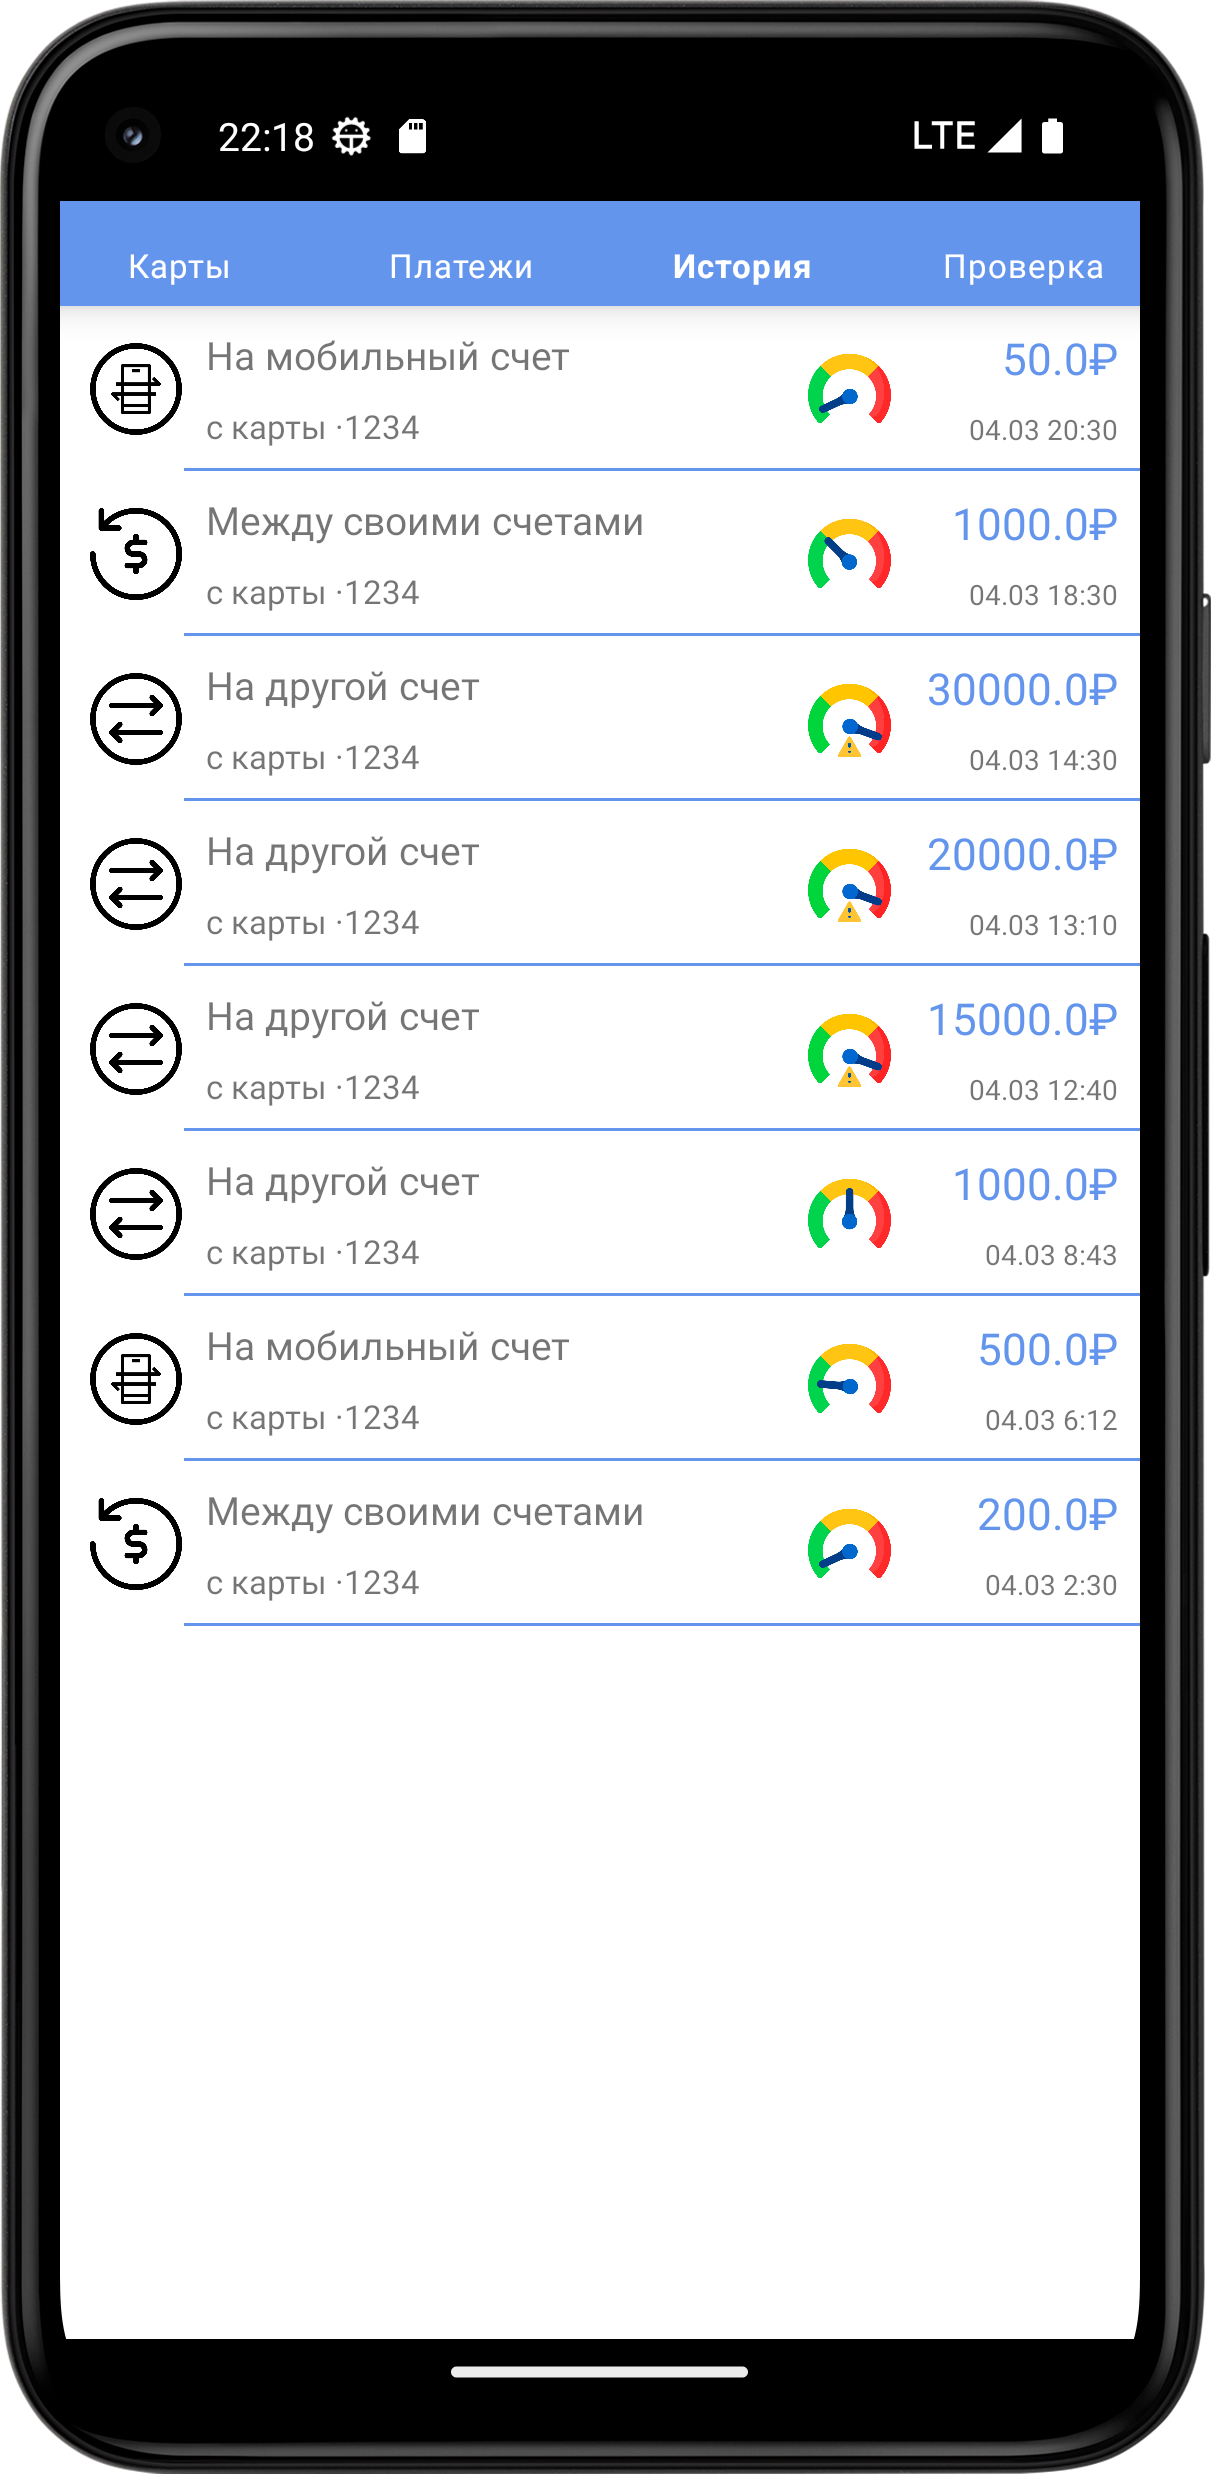 22:18 LTE
Карты Платежи История Проверка
На мобильный счет 50.0₽
с карты ·1234 04.03 20:30
Между своими счетами 1000.0₽
с карты ·1234 04.03 18:30
На другой счет 30000.0₽
с карты ·1234 04.03 14:30
На другой счет 20000.0₽
с карты ·1234 04.03 13:10
На другой счет 15000.0₽
с карты ·1234 04.03 12:40
На другой счет 1000.0₽
с карты ·1234 04.03 8:43
На мобильный счет 500.0₽
с карты ·1234 04.03 6:12
Между своими счетами 200.0₽
с карты ·1234 04.03 2:30